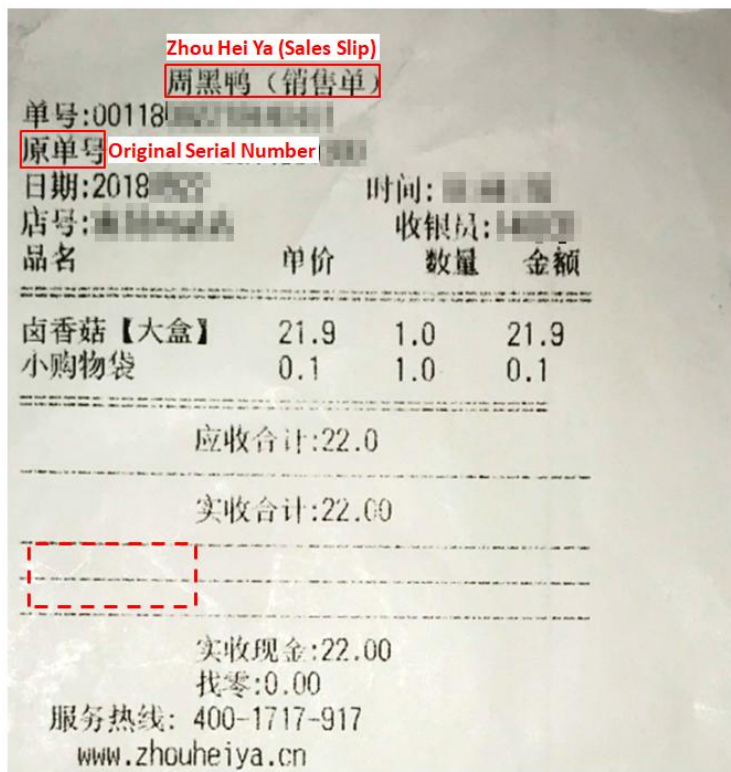 Zhou Hei Ya (Sales Slip)
周黑鸭（销售单）
单号:00118
原单号 Original Serial Number
日期:2018 时间:
店号: 收银员:
品名 单价 数量 金额
卤香菇【大盒】 21.9 1.0 21.9
小购物袋 0.1 1.0 0.1
应收合计:22.0
实收合计:22.00
实收现金:22.00
找零:0.00
服务热线: 400-1717-917
www.zhouheiya.cn